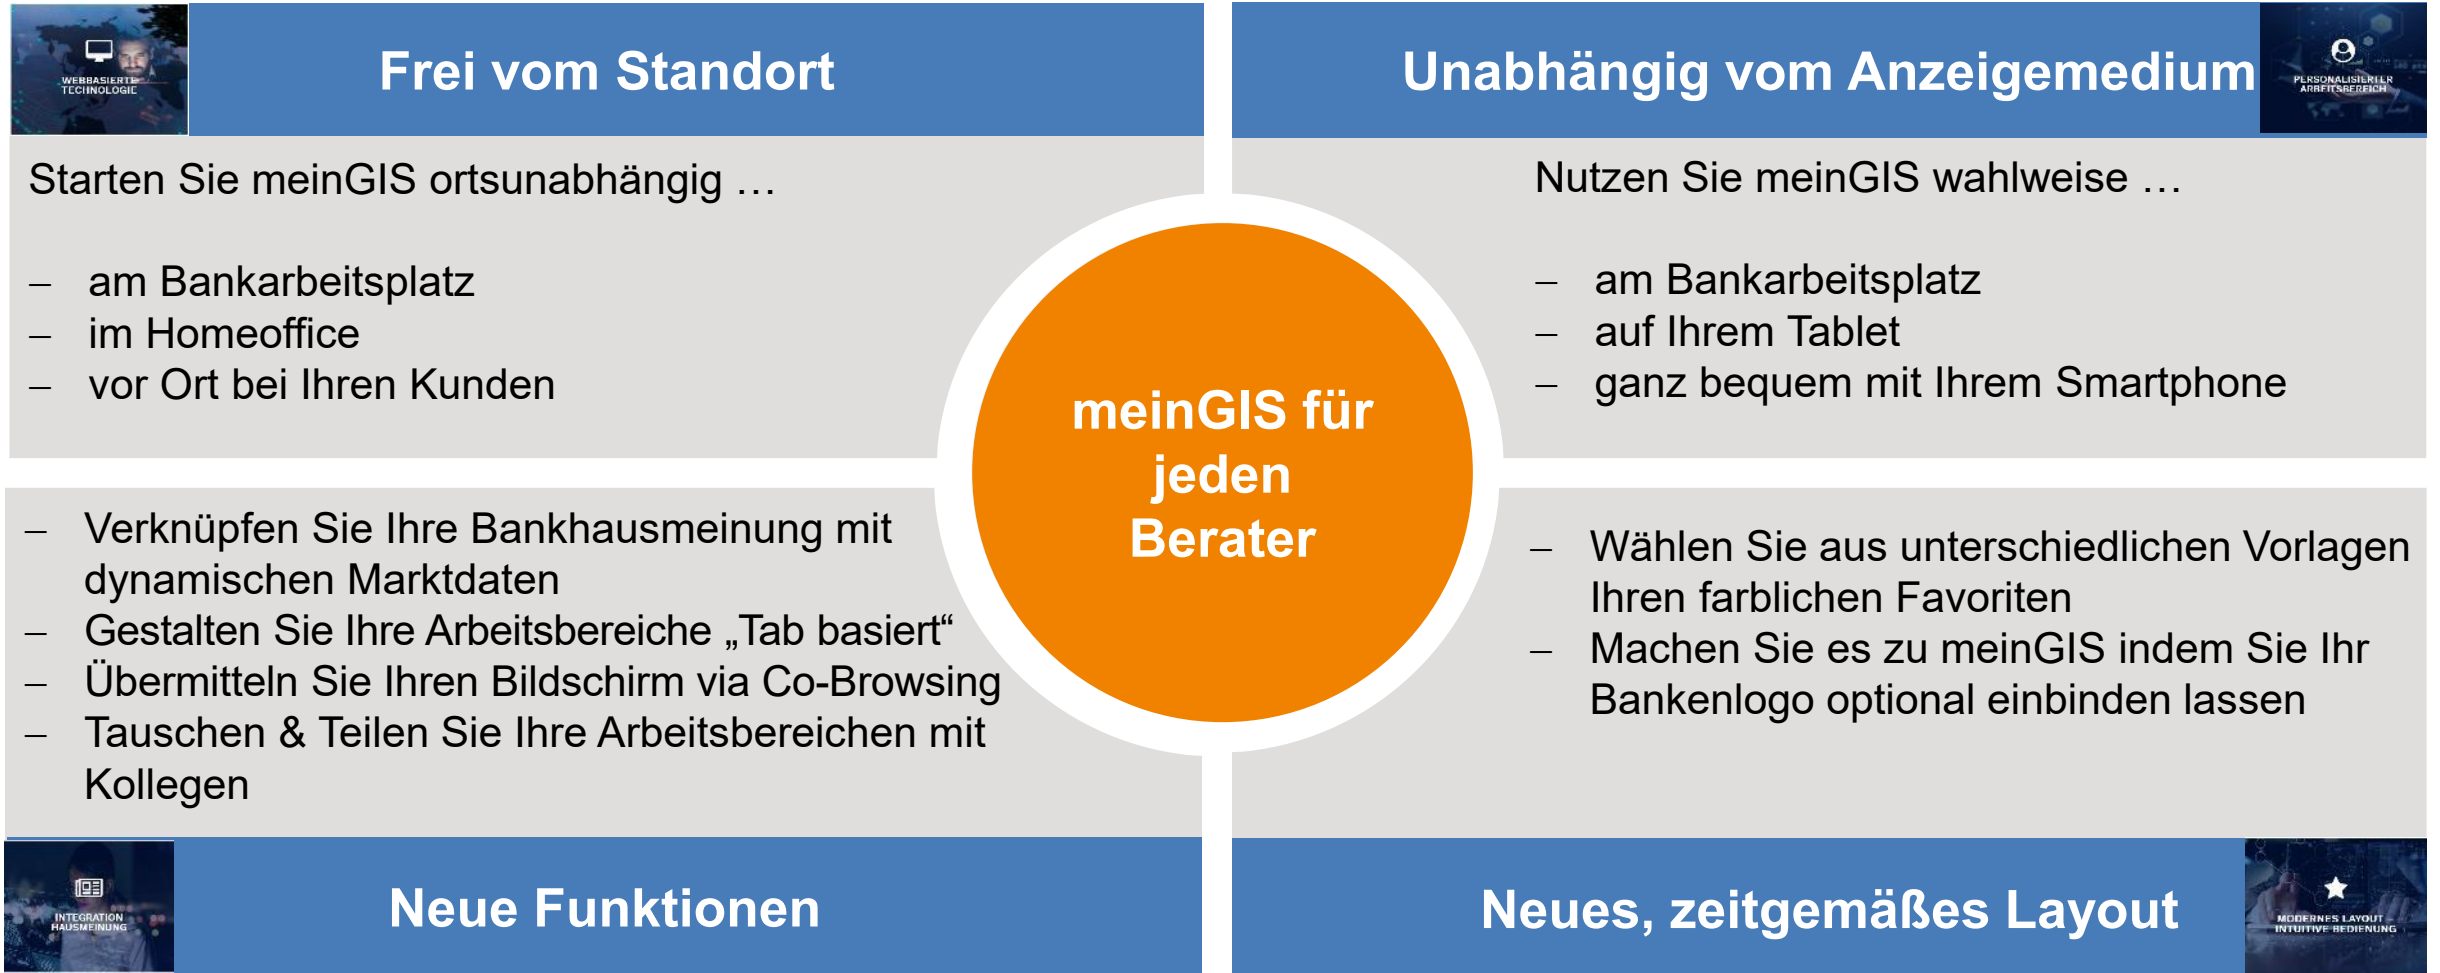 WEBBASIERTE
TECHNOLOGIE
Frei vom Standort
Starten Sie meinGIS ortsunabhängig …
– am Bankarbeitsplatz
– im Homeoffice
– vor Ort bei Ihren Kunden
Unabhängig vom Anzeigemedium
PERSONALISIERTER
ARBEITSBEREICH
Nutzen Sie meinGIS wahlweise …
– am Bankarbeitsplatz
– auf Ihrem Tablet
– ganz bequem mit Ihrem Smartphone
meinGIS für
jeden
Berater
– Verknüpfen Sie Ihre Bankhausmeinung mit
dynamischen Marktdaten
– Gestalten Sie Ihre Arbeitsbereiche „Tab basiert“
– Übermitteln Sie Ihren Bildschirm via Co-Browsing
– Tauschen & Teilen Sie Ihre Arbeitsbereichen mit
Kollegen
INTEGRATION
HAUSMEINUNG
Neue Funktionen
– Wählen Sie aus unterschiedlichen Vorlagen
Ihren farblichen Favoriten
– Machen Sie es zu meinGIS indem Sie Ihr
Bankenlogo optional einbinden lassen
Neues, zeitgemäßes Layout
MODERNES LAYOUT –
INTUITIVE BEDIENUNG